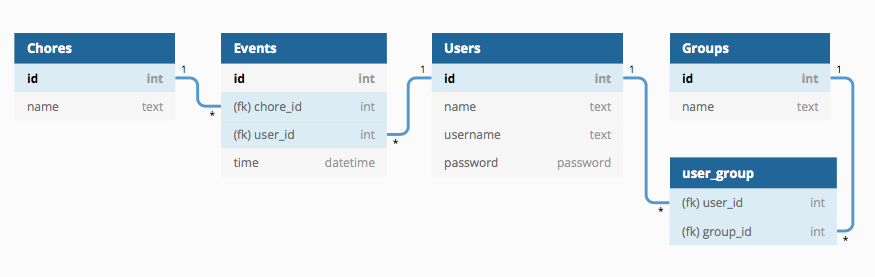 Chores
id int
name text
1
*
Events
id int
(fk) chore_id int
(fk) user_id int
time datetime
1
*
Users
id int
name text
username text
password password
1
*
Groups
id int
name text
1
*
user_group
(fk) user_id int
(fk) group_id int